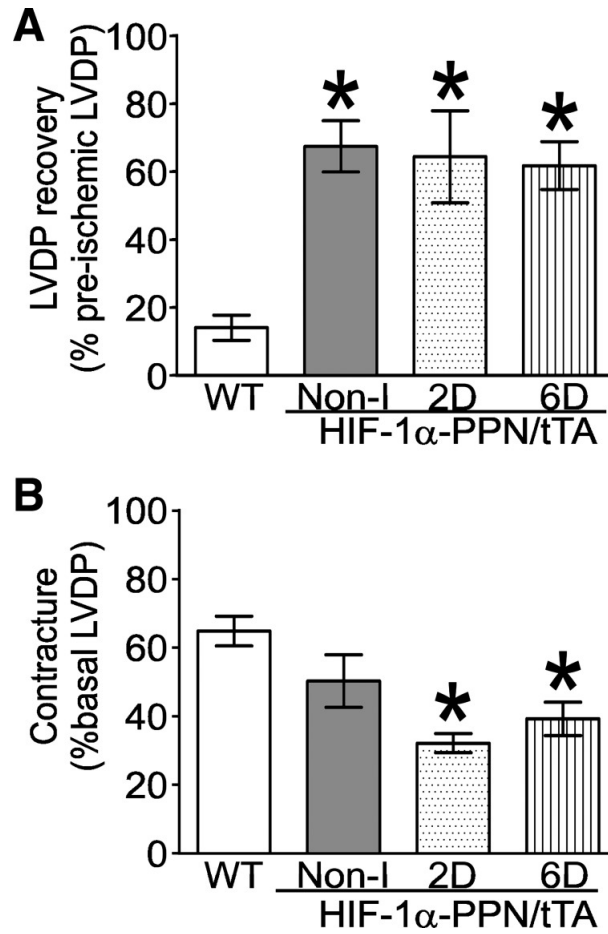 A
LVDP recovery
(% pre-ischemic LVDP)
100
80
60
40
20
0
* * *
WT Non-I 2D 6D
HIF-1α-PPN/tTA
B
Contracture
(%basal LVDP)
100
80
60
40
20
0
* *
WT Non-I 2D 6D
HIF-1α-PPN/tTA